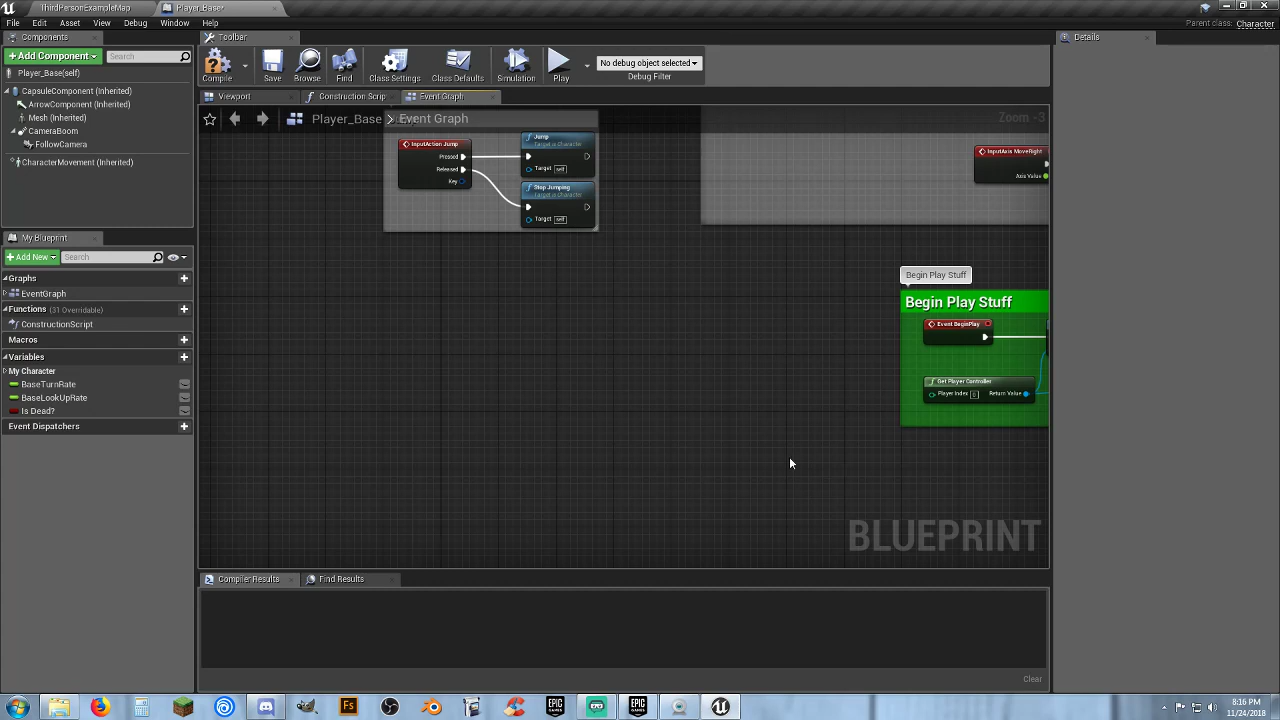 ThirdPersonExampleMap
Player_Base*
File Edit Asset View Debug Window Help
Parent class: Character
Components
Toolbar
Details
Add Component
Search
Player_Base(self)
CapsuleComponent (Inherited)
ArrowComponent (Inherited)
Mesh (Inherited)
CameraBoom
FollowCamera
CharacterMovement (Inherited)
Compile
Save
Browse
Find
Class Settings
Class Defaults
Simulation
Play
No debug object selected
Debug Filter
Viewport
Construction Scrip
Event Graph
Player_Base > Event Graph
Zoom -3
InputAction Jump
Pressed
Released
Key
Jump
Target is Character
Target self
Stop Jumping
Target is Character
Target self
InputAxis MoveRight
Axis Value
Begin Play Stuff
Begin Play Stuff
Event BeginPlay
Get Player Controller
Player Index 0 Return Value
BLUEPRINT
My Blueprint
Add New
Search
Graphs
EventGraph
Functions (31 Overridable)
ConstructionScript
Macros
Variables
My Character
BaseTurnRate
BaseLookUpRate
Is Dead?
Event Dispatchers
Compiler Results
Find Results
Clear
Fs
EPIC
GAMES
EPIC
GAMES
8:16 PM
11/24/2018